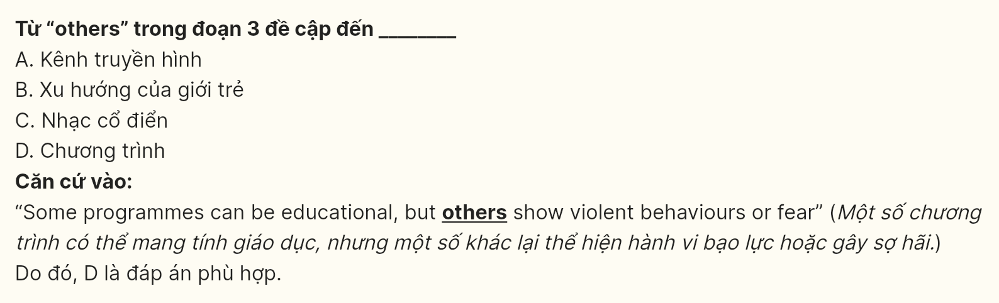 Từ “others” trong đoạn 3 đề cập đến ________
A. Kênh truyền hình
B. Xu hướng của giới trẻ
C. Nhạc cổ điển
D. Chương trình
Căn cứ vào:
“Some programmes can be educational, but others show violent behaviours or fear” (Một số chương
trình có thể mang tính giáo dục, nhưng một số khác lại thể hiện hành vi bạo lực hoặc gây sợ hãi.)
Do đó, D là đáp án phù hợp.